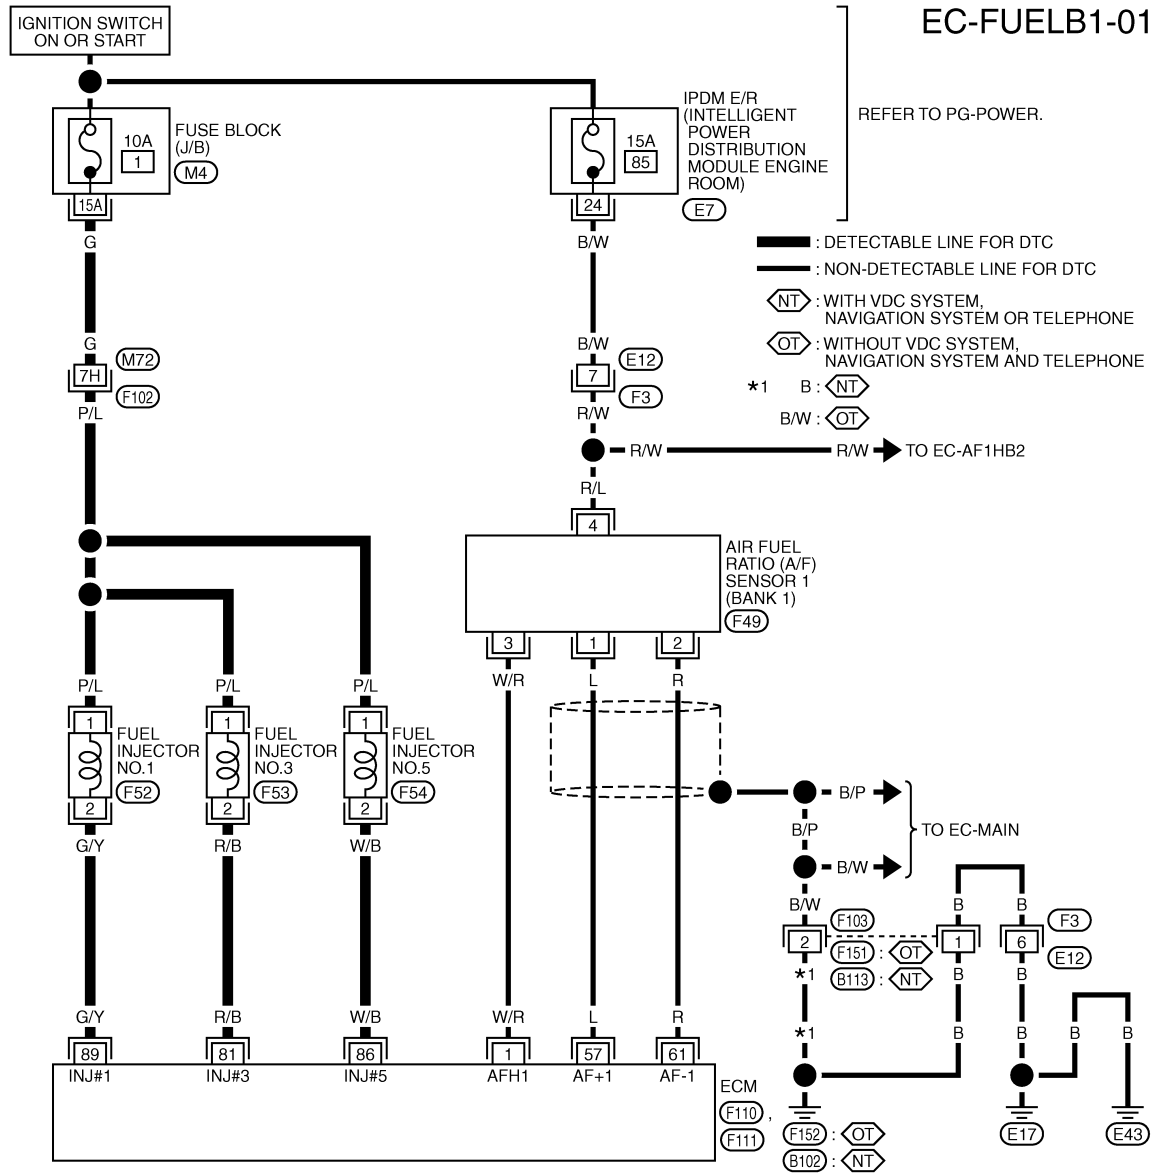 EC-FUELB1-01
IGNITION SWITCH
ON OR START
10A
1
FUSE BLOCK
(J/B)
M4
15A
85
IPDM E/R
(INTELLIGENT
POWER
DISTRIBUTION
MODULE ENGINE
ROOM)
E7
REFER TO PG-POWER.
15A
24
G
B/W
: DETECTABLE LINE FOR DTC
: NON-DETECTABLE LINE FOR DTC
NT : WITH VDC SYSTEM,
NAVIGATION SYSTEM OR TELEPHONE
OT : WITHOUT VDC SYSTEM,
NAVIGATION SYSTEM AND TELEPHONE
*1 B : NT
B/W : OT
G
B/W
7H
M72
F102
7
E12
F3
P/L
R/W
R/W
R/W
TO EC-AF1HB2
R/L
4
AIR FUEL
RATIO (A/F)
SENSOR 1
(BANK 1)
F49
3
1
2
W/R
L
R
P/L
P/L
P/L
1
1
1
FUEL
INJECTOR
NO.1
F52
FUEL
INJECTOR
NO.3
F53
FUEL
INJECTOR
NO.5
F54
2
2
2
G/Y
R/B
W/B
B/P
B/P
B/W
TO EC-MAIN
B/W
B
B
2
F103
F151 : OT
B113 : NT
1
6
F3
E12
*1
B
B
G/Y
R/B
W/B
W/R
L
R
*1
B
B
B
B
89
81
86
1
57
61
INJ#1
INJ#3
INJ#5
AFH1
AF+1
AF-1
ECM
F110 ,
F111
F152 : OT
B102 : NT
E17
E43